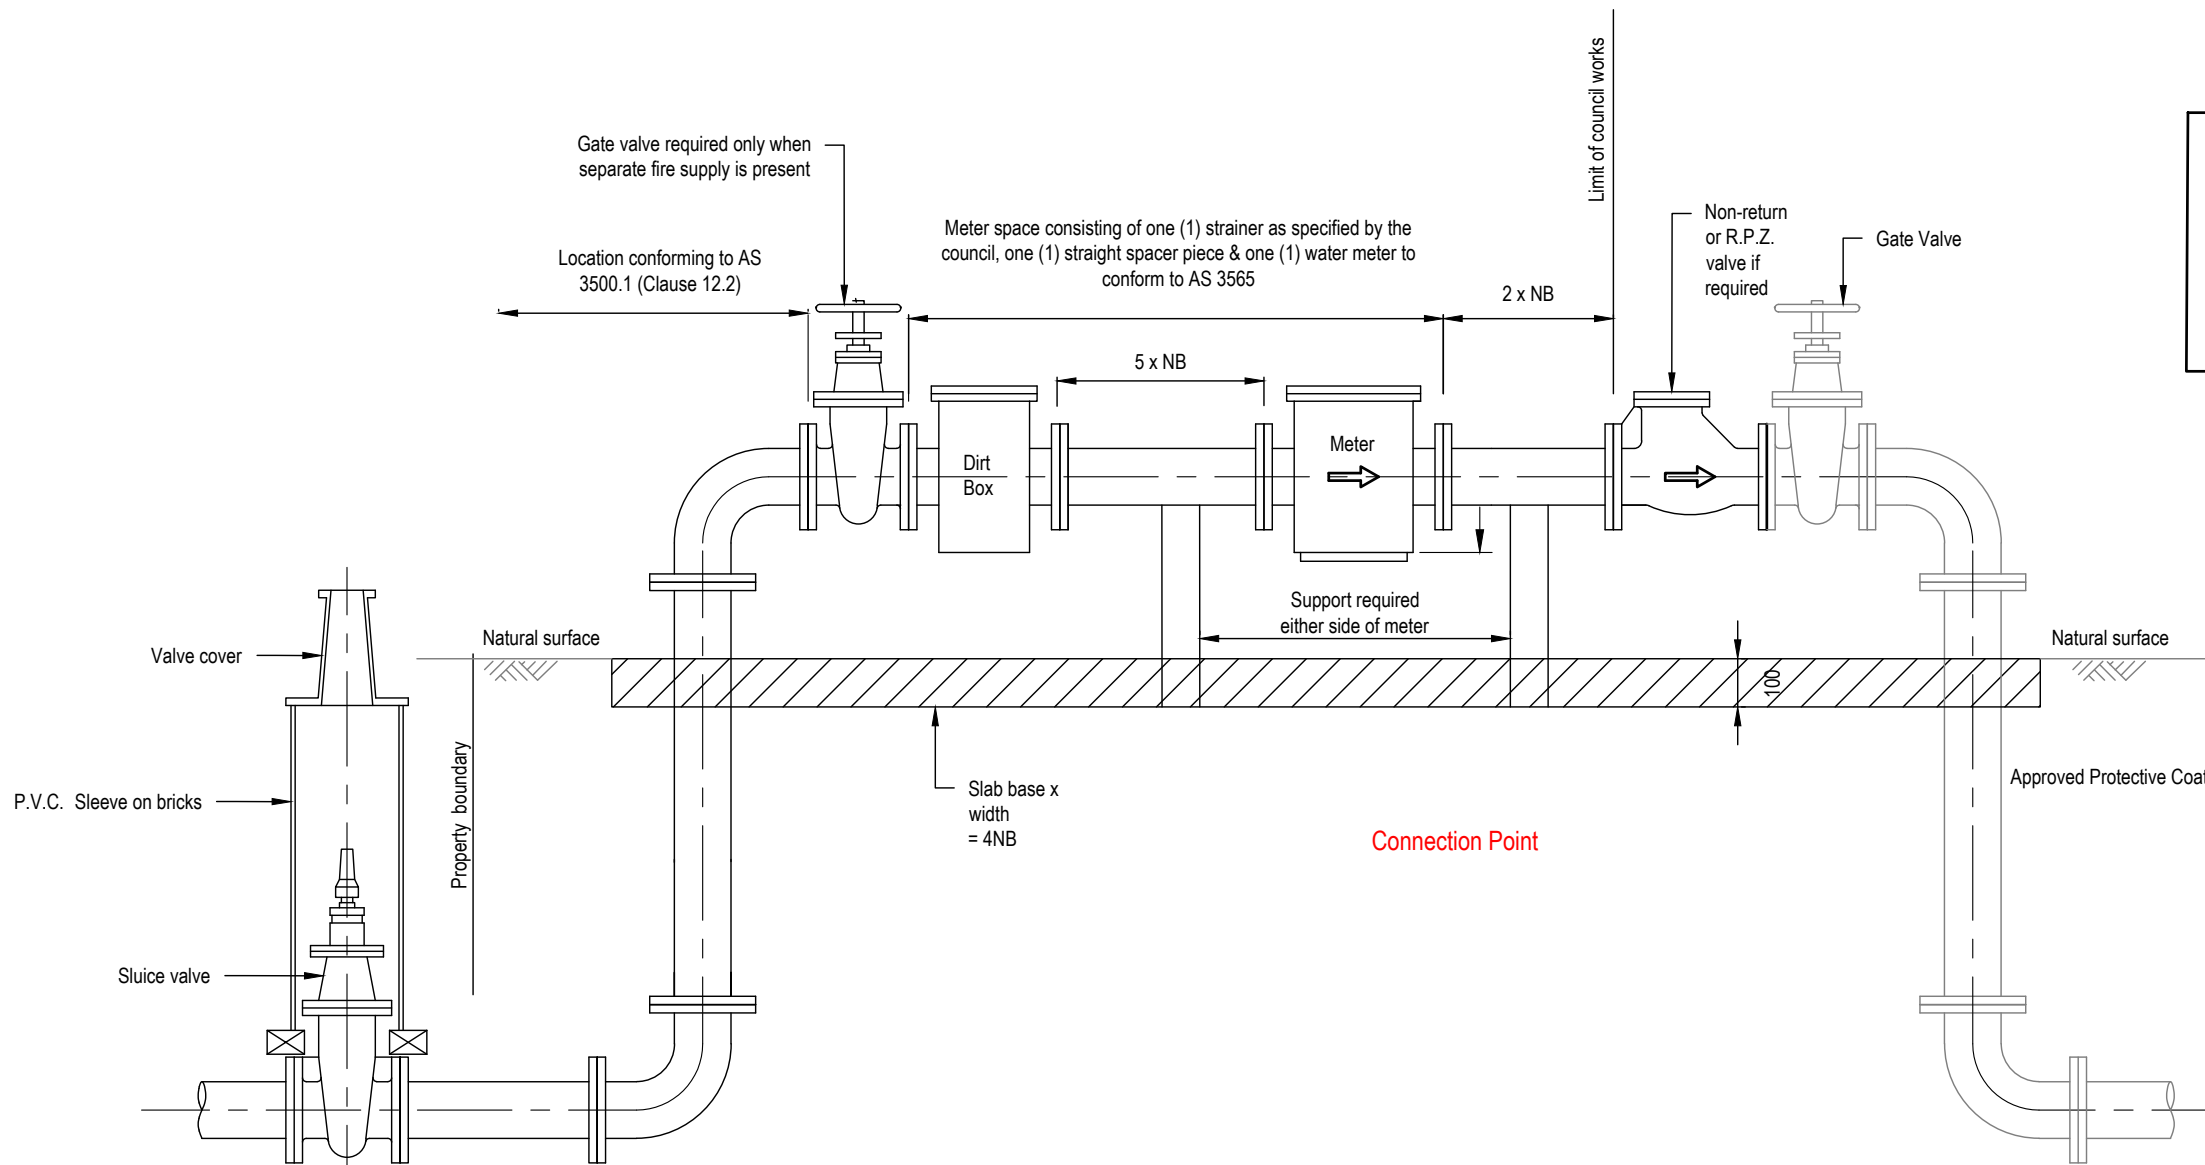 Limit of council works
Gate valve required only when
separate fire supply is present
Location conforming to AS
3500.1 (Clause 12.2)
Meter space consisting of one (1) strainer as specified by the
council, one (1) straight spacer piece & one (1) water meter to
conform to AS 3565
2 x NB
Non-return
or R.P.Z.
valve if
required
Gate Valve
5 x NB
Dirt
Box
Meter
Support required
either side of meter
Natural surface
Natural surface
Valve cover
100
Property boundary
P.V.C. Sleeve on bricks
Slab base x
width
= 4NB
Approved Protective Coat
Connection Point
Sluice valve